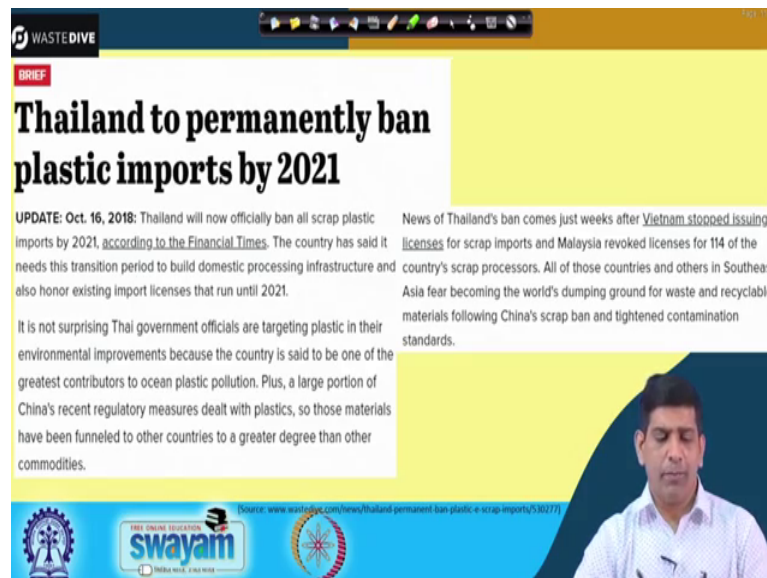 WASTEDIVE
BRIEF
Thailand to permanently ban
plastic imports by 2021
UPDATE: Oct. 16, 2018: Thailand will now officially ban all scrap plastic
imports by 2021, according to the Financial Times. The country has said it
needs this transition period to build domestic processing infrastructure and
also honor existing import licenses that run until 2021.
It is not surprising Thai government officials are targeting plastic in their
environmental improvements because the country is said to be one of the
greatest contributors to ocean plastic pollution. Plus, a large portion of
China's recent regulatory measures dealt with plastics, so those materials
have been funneled to other countries to a greater degree than other
commodities.
News of Thailand's ban comes just weeks after Vietnam stopped issuing
licenses for scrap imports and Malaysia revoked licenses for 114 of the
country's scrap processors. All of those countries and others in Southeas
Asia fear becoming the world's dumping ground for waste and recyclabl
materials following China's scrap ban and tightened contamination
standards.
(Source: www.wastedive.com/news/thailand-permanent-ban-plastic-e-scrap-imports/530277)
FREE ONLINE EDUCATION
swayam